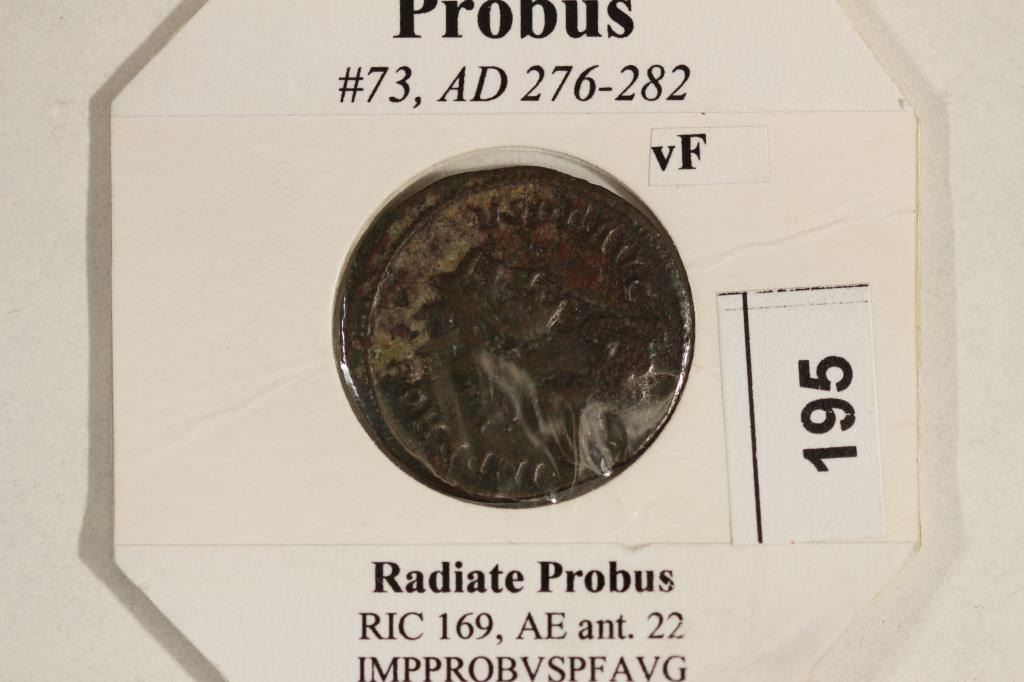 Probus
#73, AD 276-282
vF
195
Radiate Probus
RIC 169, AE ant. 22
IMPPROBVSPFAVG